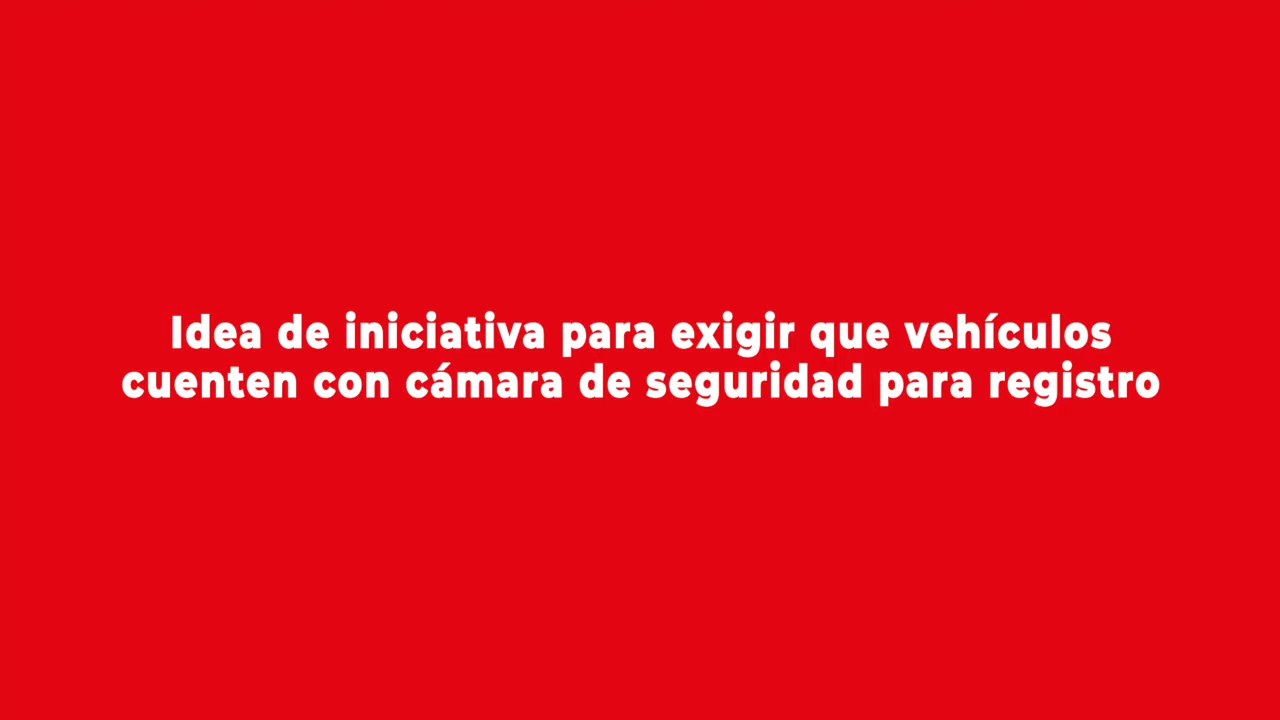 Idea de iniciativa para exigir que vehículos
cuenten con cámara de seguridad para registro